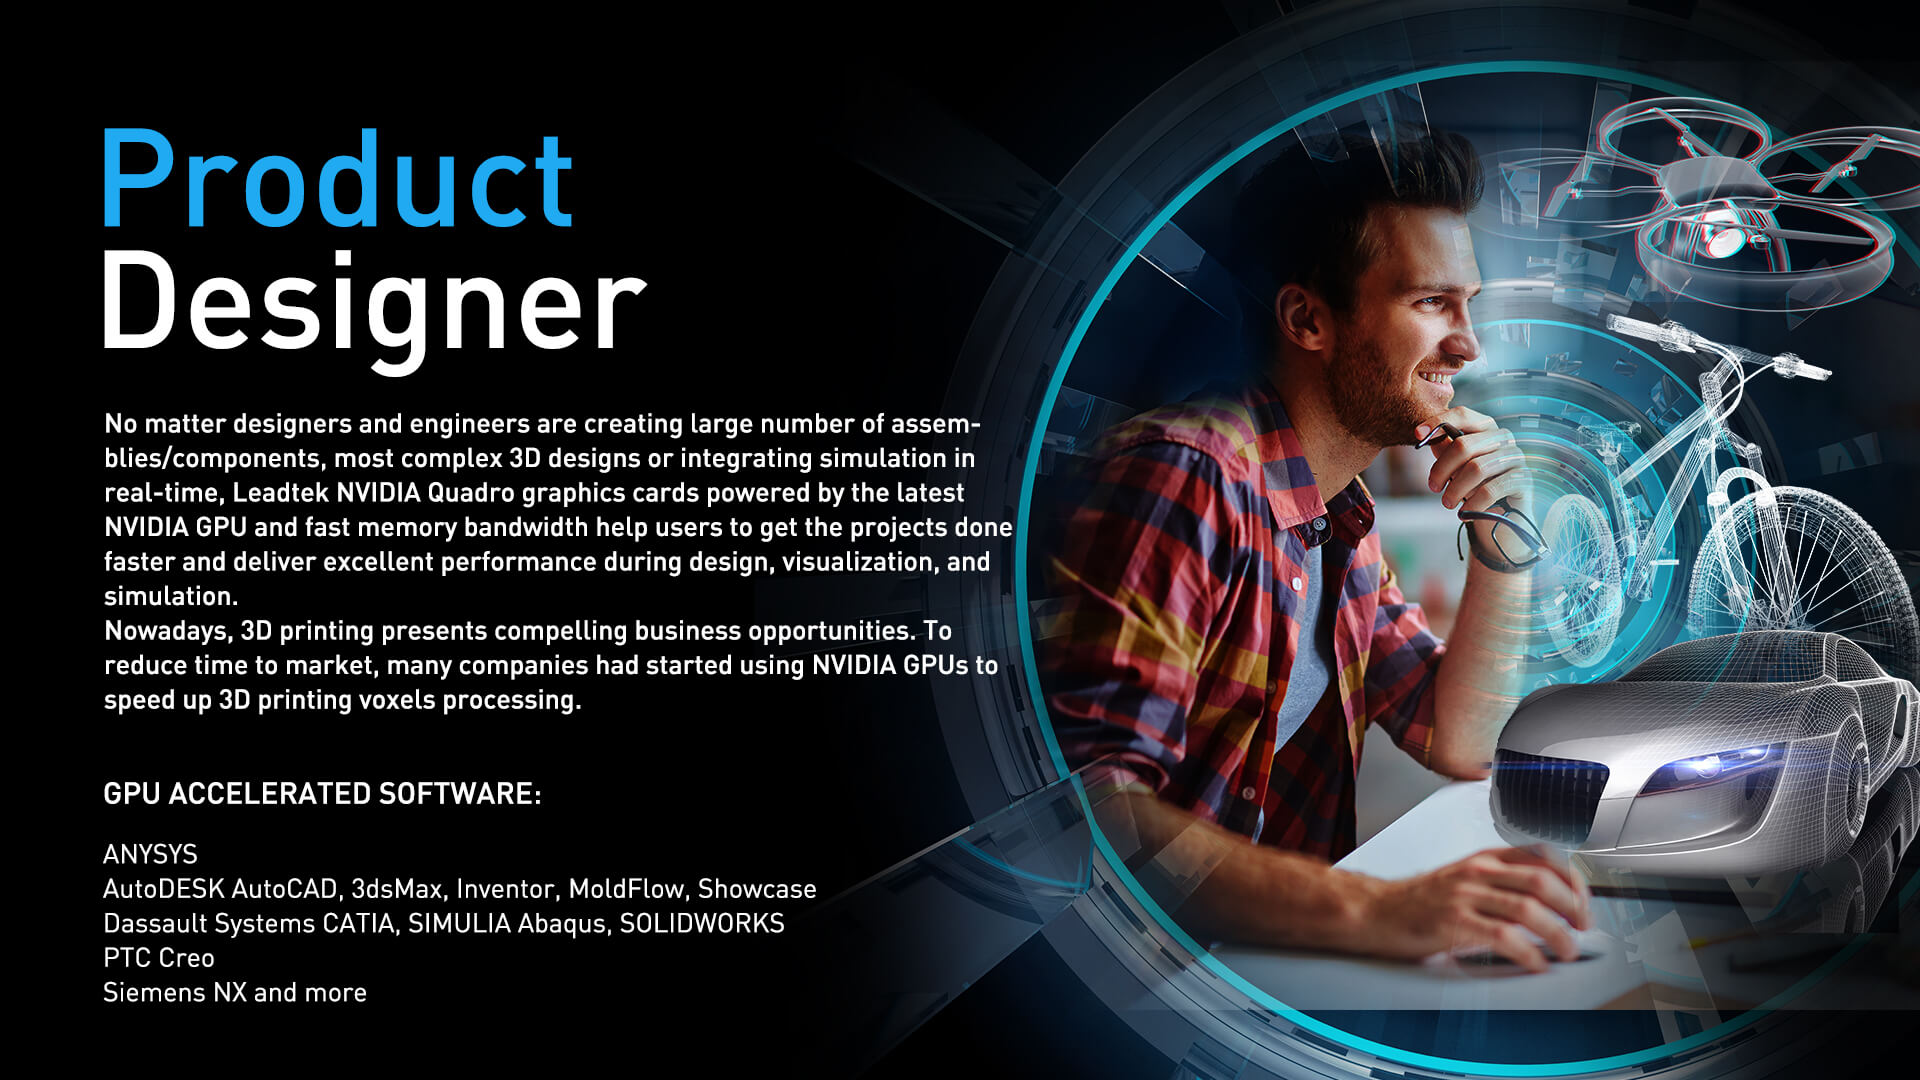 Product
Designer
No matter designers and engineers are creating large number of assem-
blies/components, most complex 3D designs or integrating simulation in
real-time, Leadtek NVIDIA Quadro graphics cards powered by the latest
NVIDIA GPU and fast memory bandwidth help users to get the projects done
faster and deliver excellent performance during design, visualization, and
simulation.
Nowadays, 3D printing presents compelling business opportunities. To
reduce time to market, many companies had started using NVIDIA GPUs to
speed up 3D printing voxels processing.
GPU ACCELERATED SOFTWARE:
ANYSYS
AutoDESK AutoCAD, 3dsMax, Inventor, MoldFlow, Showcase
Dassault Systems CATIA, SIMULIA Abaqus, SOLIDWORKS
PTC Creo
Siemens NX and more